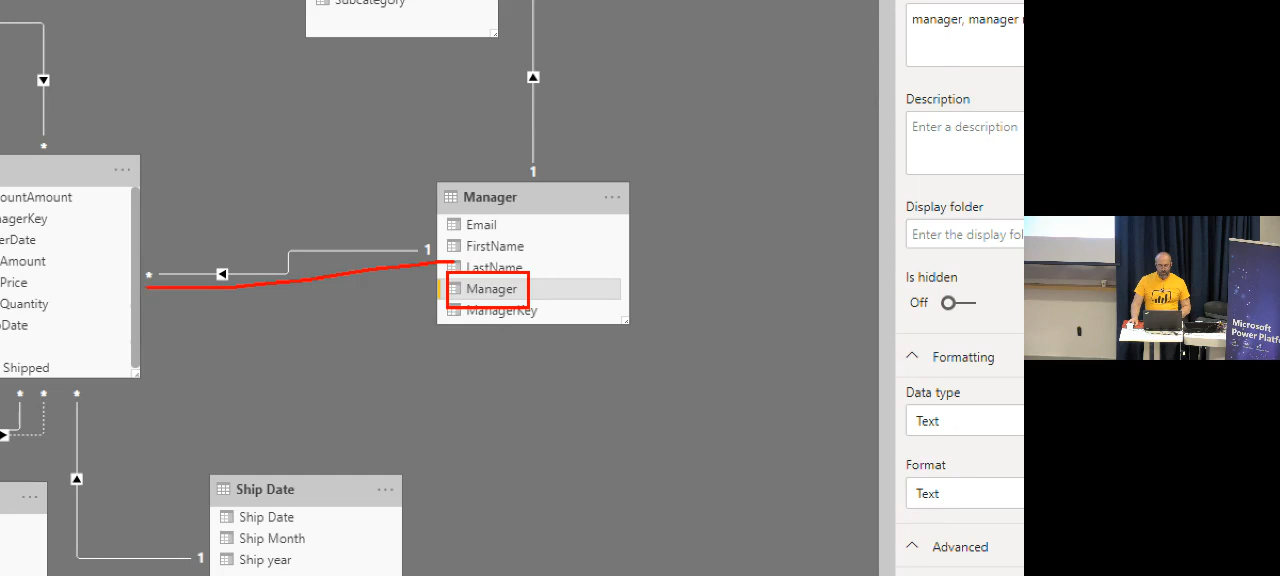 Subcategory
ountAmount
agerKey
erDate
Amount
Price
Quantity
Date
Shipped
1
Manager
Email
FirstName
LastName
Manager
ManagerKey
1
Ship Date
Ship Date
Ship Month
Ship year
1
manager, manager
Description
Enter a description
Display folder
Enter the display fol
Is hidden
Off
Formatting
Data type
Text
Format
Text
Advanced
Microsoft
Power Platf